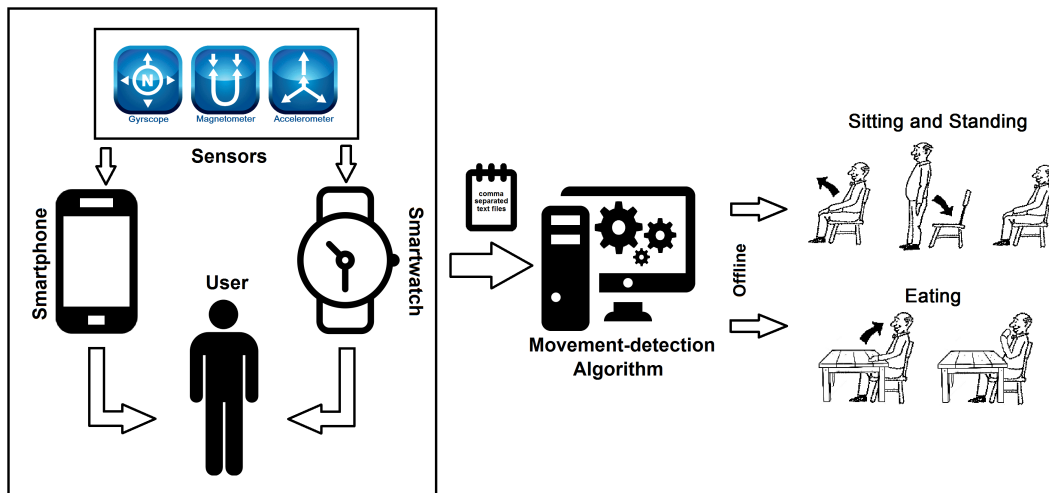 N
Gyrscope
Magnetometer
Accelerometer
Sensors
Smartphone
Smartwatch
User
comma
separated
text files
Movement-detection
Algorithm
Offline
Sitting and Standing
Eating